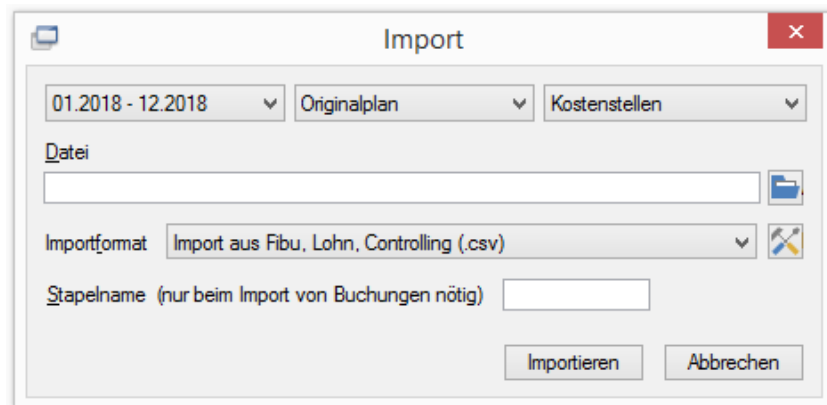 Import
01.2018 - 12.2018 Originalplan Kostenstellen
Datei
Importformat Import aus Fibu, Lohn, Controlling (.csv)
Stapelname (nur beim Import von Buchungen nötig)
Importieren Abbrechen